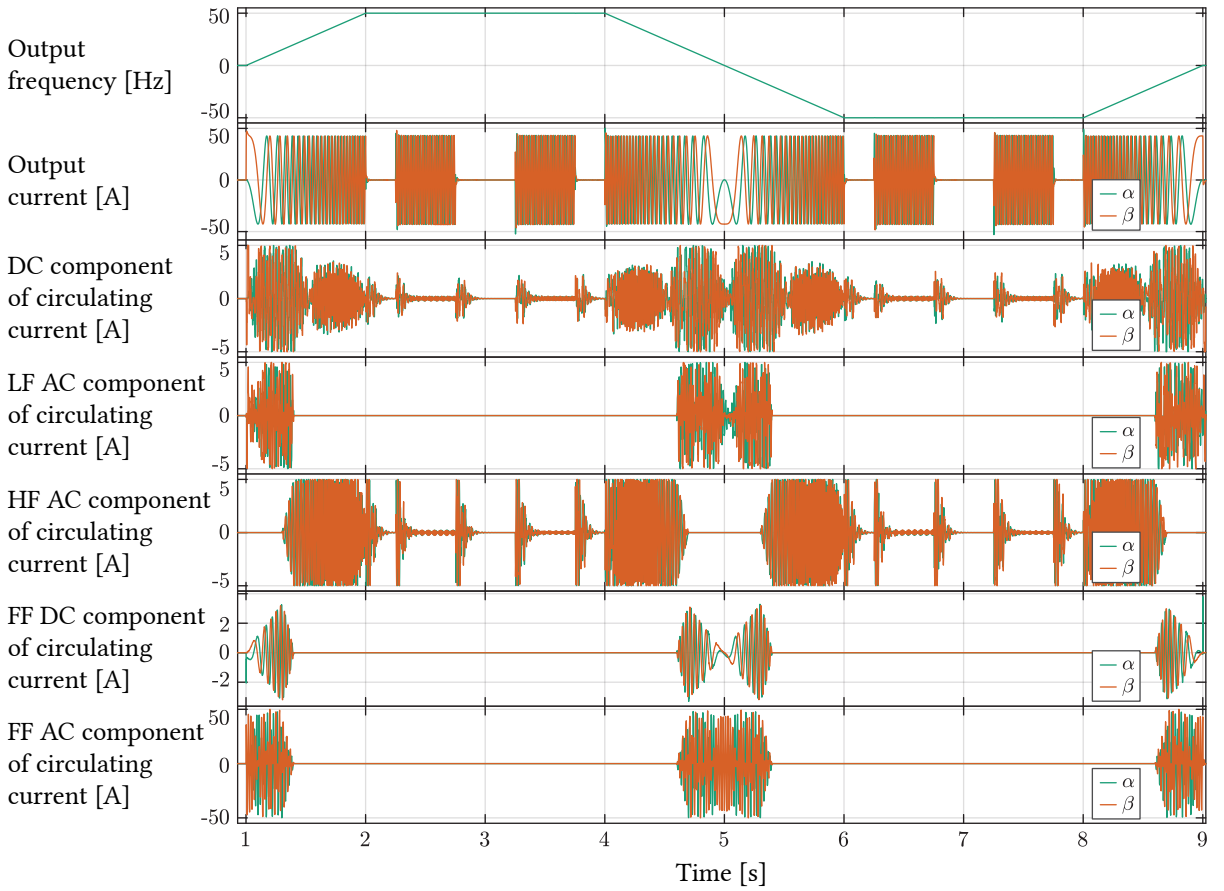 Output
frequency [Hz]
50
0
-50
Output
current [A]
50
0
-50
α
β
DC component
of circulating
current [A]
5
0
-5
α
β
LF AC component
of circulating
current [A]
5
0
-5
α
β
HF AC component
of circulating
current [A]
5
0
-5
α
β
FF DC component
of circulating
current [A]
2
0
-2
α
β
FF AC component
of circulating
current [A]
50
0
-50
α
β
1 2 3 4 5 6 7 8 9
Time [s]